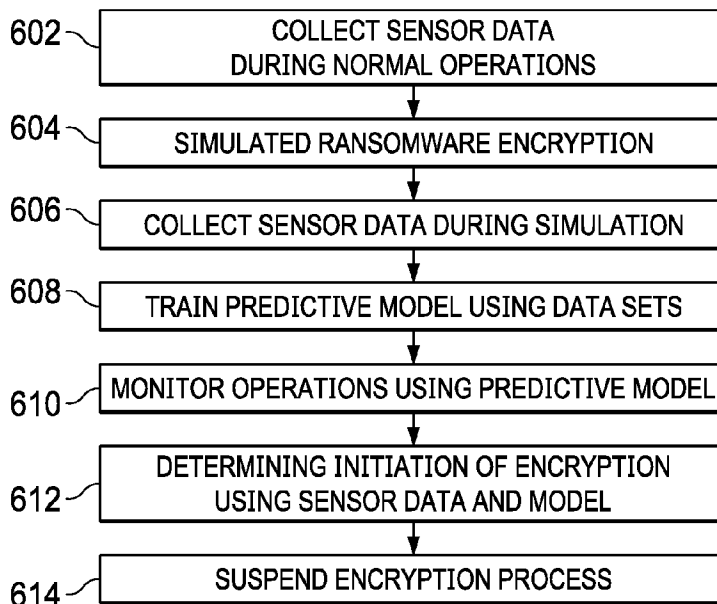 602
COLLECT SENSOR DATA
DURING NORMAL OPERATIONS
604
SIMULATED RANSOMWARE ENCRYPTION
606
COLLECT SENSOR DATA DURING SIMULATION
608
TRAIN PREDICTIVE MODEL USING DATA SETS
610
MONITOR OPERATIONS USING PREDICTIVE MODEL
612
DETERMINING INITIATION OF ENCRYPTION
USING SENSOR DATA AND MODEL
614
SUSPEND ENCRYPTION PROCESS